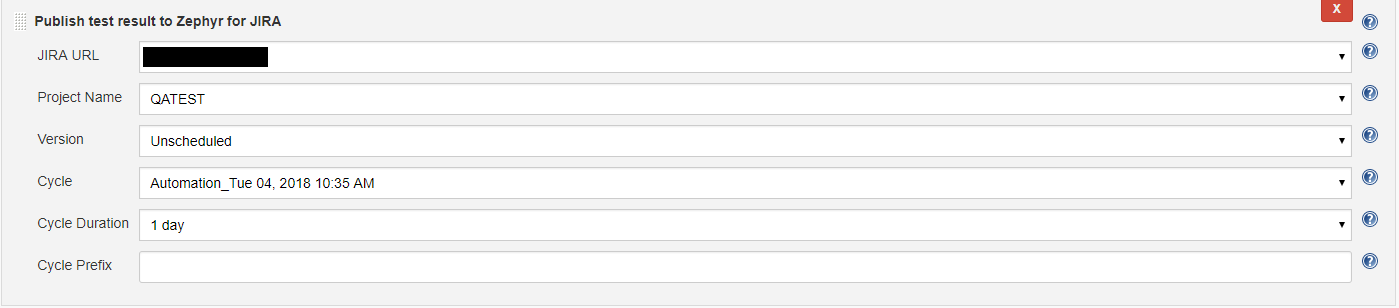 Publish test result to Zephyr for JIRA
X
JIRA URL
Project Name QATEST
Version Unscheduled
Cycle Automation_Tue 04, 2018 10:35 AM
Cycle Duration 1 day
Cycle Prefix